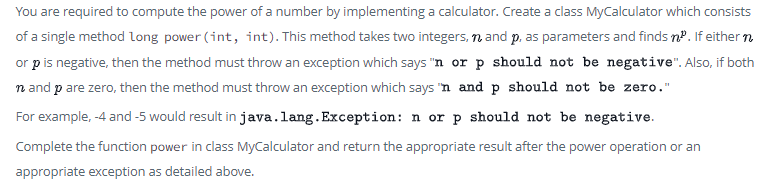 You are required to compute the power of a number by implementing a calculator. Create a class MyCalculator which consists
of a single method long power(int, int). This method takes two integers, n and p, as parameters and finds nᵖ. If either n
or p is negative, then the method must throw an exception which says "n or p should not be negative". Also, if both
n and p are zero, then the method must throw an exception which says "n and p should not be zero."
For example, -4 and -5 would result in java.lang.Exception: n or p should not be negative.
Complete the function power in class MyCalculator and return the appropriate result after the power operation or an
appropriate exception as detailed above.